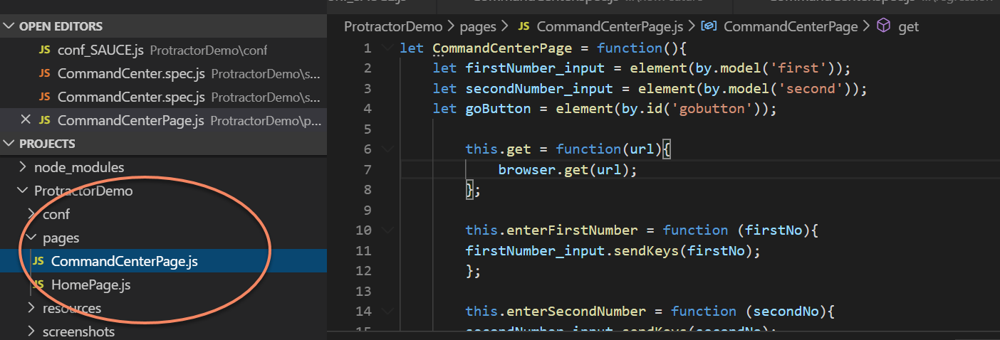 OPEN EDITORS
JS conf_SAUCE.js ProtractorDemo\conf
JS CommandCenter.spec.js ProtractorDemo\s...
JS CommandCenter.spec.js ProtractorDemo\s...
JS CommandCenterPage.js ProtractorDemo\p...
PROJECTS
node_modules
ProtractorDemo
conf
pages
JS CommandCenterPage.js
JS HomePage.js
resources
screenshots
ProtractorDemo > pages > JS CommandCenterPage.js > CommandCenterPage > get
1 let CommandCenterPage = function(){
2 let firstNumber_input = element(by.model('first'));
3 let secondNumber_input = element(by.model('second'));
4 let goButton = element(by.id('gobutton'));
5
6 this.get = function(url){
7 browser.get(url);
8 };
9
10 this.enterFirstNumber = function (firstNo){
11 firstNumber_input.sendKeys(firstNo);
12 };
13
14 this.enterSecondNumber = function (secondNo){
15 secondNumber_input.sendKeys(secondNo);